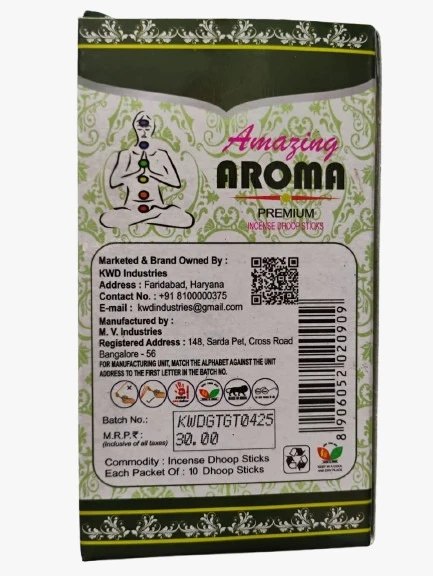 Amazing
AROMA
PREMIUM
INCENSE DHOOP STICKS
Marketed & Brand Owned By :
KWD Industries
Address : Faridabad, Haryana
Contact No. : +91 8100000375
E-mail : kwdindustries@gmail.com
Manufactured by :
M. V. Industries
Registered Address : 148, Sarda Pet, Cross Road
Bangalore - 56
FOR MANUFACTURING UNIT, MATCH THE ALPHABET AGAINST THE UNIT
ADDRESS TO THE FIRST LETTER IN THE BATCH NO.
Batch No.: KWDGTGT0425
M.R.P.₹ : 30.00
(Inclusive of all taxes)
Commodity : Incense Dhoop Sticks
Each Packet Of : 10 Dhoop Sticks
8906052020909